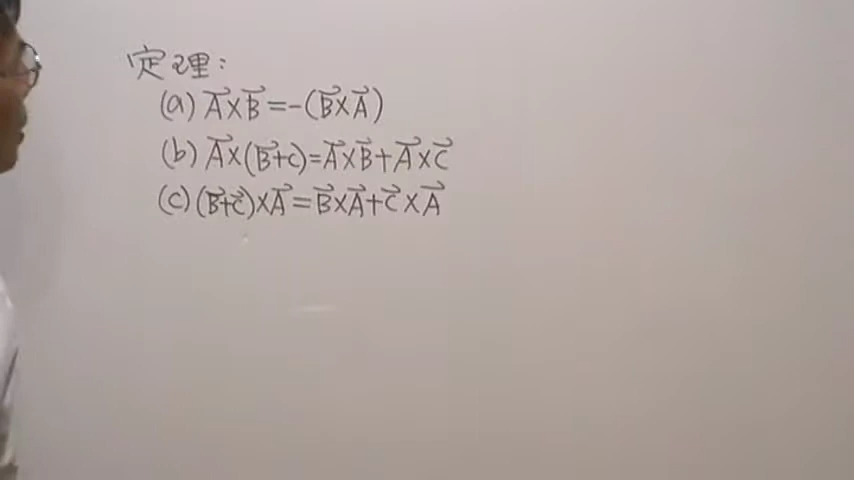 定理:
(a) A⃗×B⃗=-(B⃗×A⃗)
(b) A⃗×(B⃗+c)=A⃗×B⃗+A⃗×C⃗
(c) (B⃗+C⃗)×A⃗=B⃗×A⃗+C⃗×A⃗